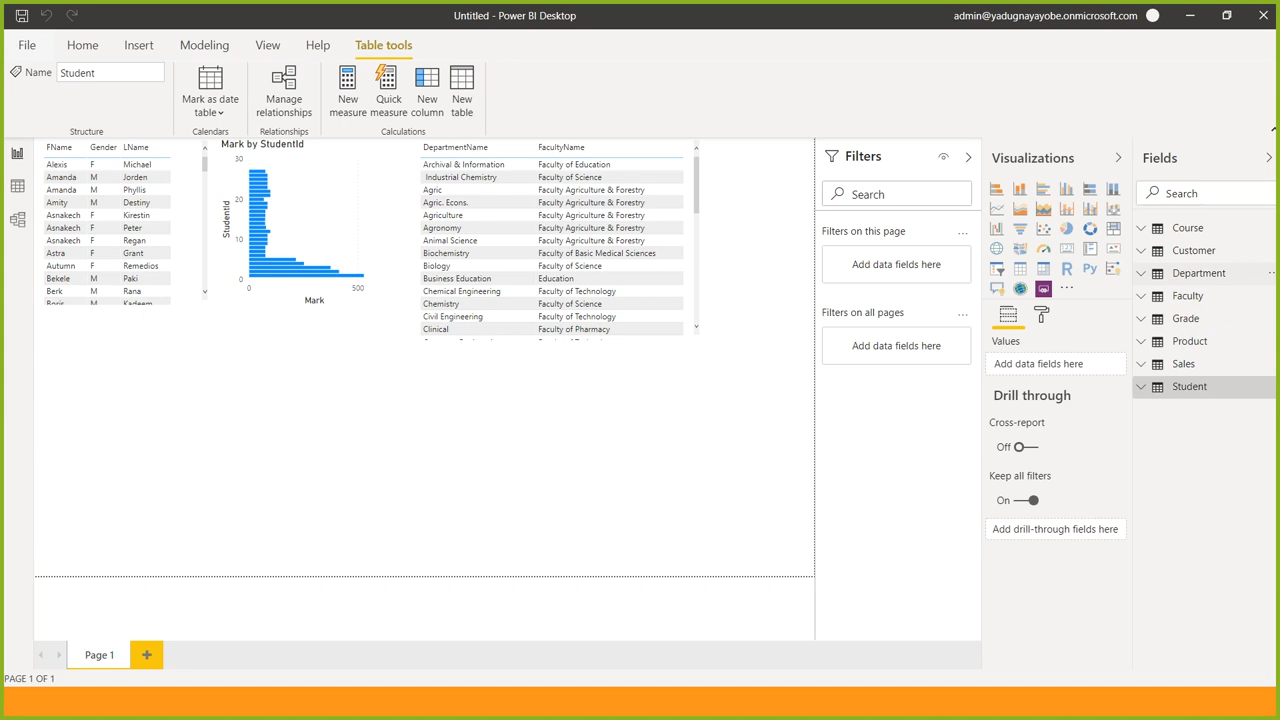 Untitled - Power BI Desktop
admin@yadugnayayobe.onmicrosoft.com
File Home Insert Modeling View Help Table tools
Name Student
Mark as date table
Manage relationships
New measure
Quick measure
New column
New table
Structure Calendars Relationships Calculations
FName Gender LName
Alexis F Michael
Amanda M Jorden
Amanda M Phyllis
Amity M Destiny
Asnakech F Kirestin
Asnakech F Peter
Asnakech F Regan
Astra F Grant
Autumn F Remedios
Bekele M Paki
Berk M Rana
Boris M Kadeem
Mark by StudentId
30
20
10
0
StudentId
0 500
Mark
DepartmentName FacultyName
Archival & Information Faculty of Education
Industrial Chemistry Faculty of Science
Agric Faculty Agriculture & Forestry
Agric. Econs. Faculty Agriculture & Forestry
Agriculture Faculty Agriculture & Forestry
Agronomy Faculty Agriculture & Forestry
Animal Science Faculty Agriculture & Forestry
Biochemistry Faculty of Basic Medical Sciences
Biology Faculty of Science
Business Education Education
Chemical Engineering Faculty of Technology
Chemistry Faculty of Science
Civil Engineering Faculty of Technology
Clinical Faculty of Pharmacy
Filters
Search
Filters on this page
Add data fields here
Filters on all pages
Add data fields here
Visualizations
R Py
Values
Add data fields here
Drill through
Cross-report
Off
Keep all filters
On
Add drill-through fields here
Fields
Search
Course
Customer
Department
Faculty
Grade
Product
Sales
Student
Page 1
PAGE 1 OF 1